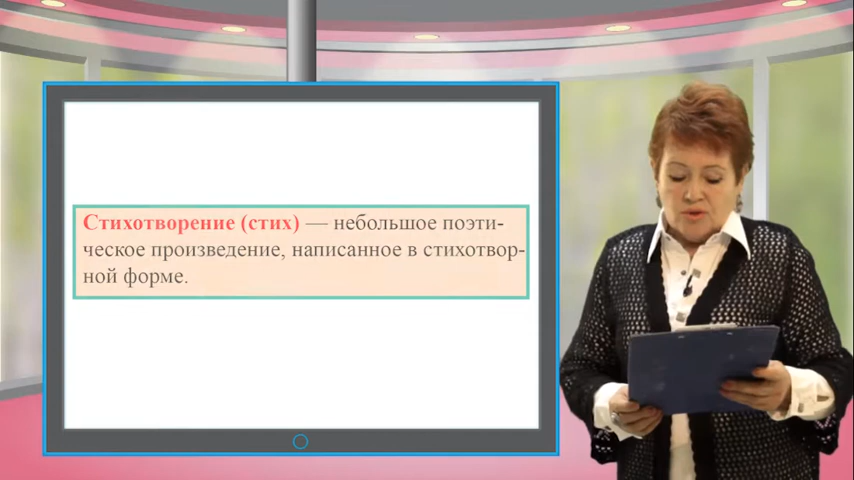 Стихотворение (стих) — небольшое поэти-
ческое произведение, написанное в стихотвор-
ной форме.